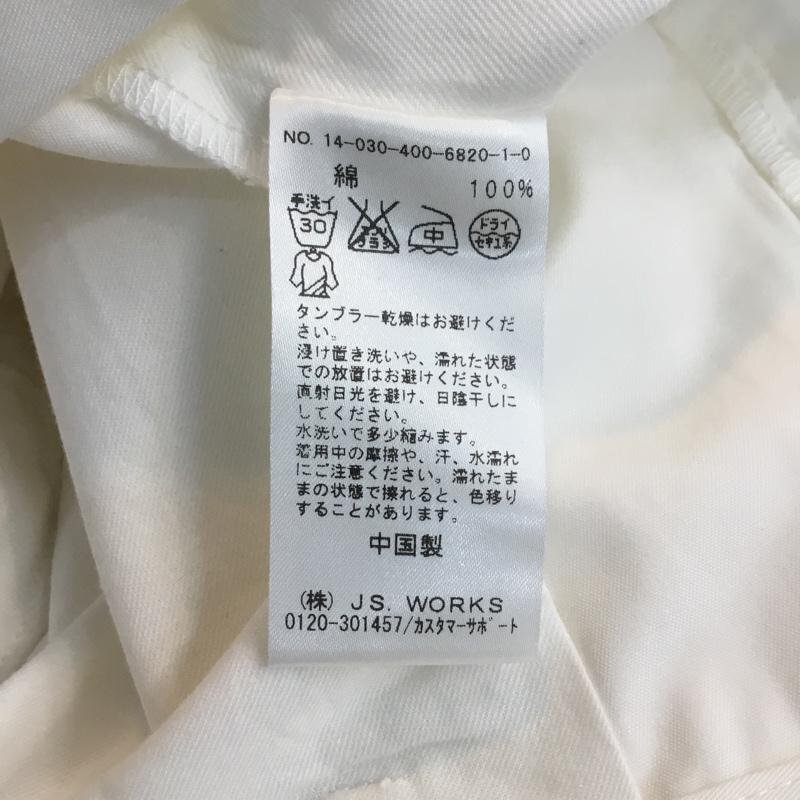 NO. 14-030-400-6820-1-0
綿 100%
手洗イ
30
エンソ
サラシ
中
ドライ
セキユ系
タンブラー乾燥はお避けくだ
さい。
浸け置き洗いや、濡れた状態
での放置はお避けください。
直射日光を避け、日陰干しに
してください。
水洗いで多少縮みます。
着用中の摩擦や、汗、水濡れ
にご注意ください。濡れたま
まの状態で擦れると、色移り
することがあります。
中国製
(株) JS. WORKS
0120-301457/カスタマーサポート